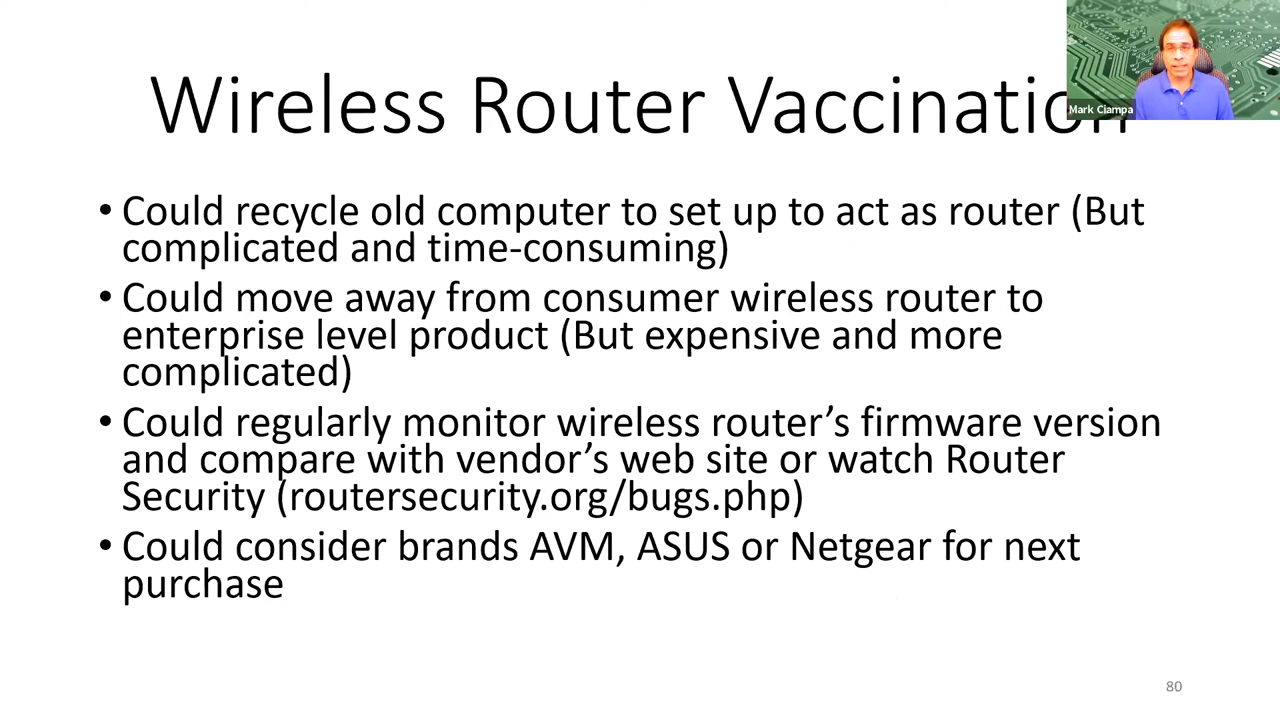 Wireless Router Vaccination
Mark Ciampa
• Could recycle old computer to set up to act as router (But
complicated and time-consuming)
• Could move away from consumer wireless router to
enterprise level product (But expensive and more
complicated)
• Could regularly monitor wireless router’s firmware version
and compare with vendor’s web site or watch Router
Security (routersecurity.org/bugs.php)
• Could consider brands AVM, ASUS or Netgear for next
purchase
80